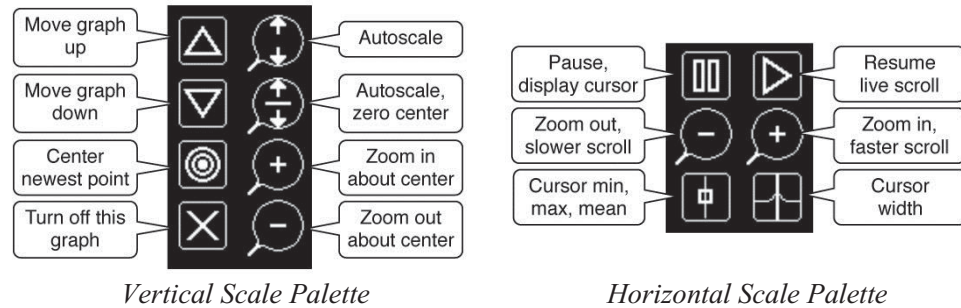 Move graph
up
Autoscale
Move graph
down
Autoscale,
zero center
Center
newest point
Zoom in
about center
Turn off this
graph
Zoom out
about center
Vertical Scale Palette
Pause,
display cursor
Resume
live scroll
Zoom out,
slower scroll
Zoom in,
faster scroll
Cursor min,
max, mean
Cursor
width
Horizontal Scale Palette